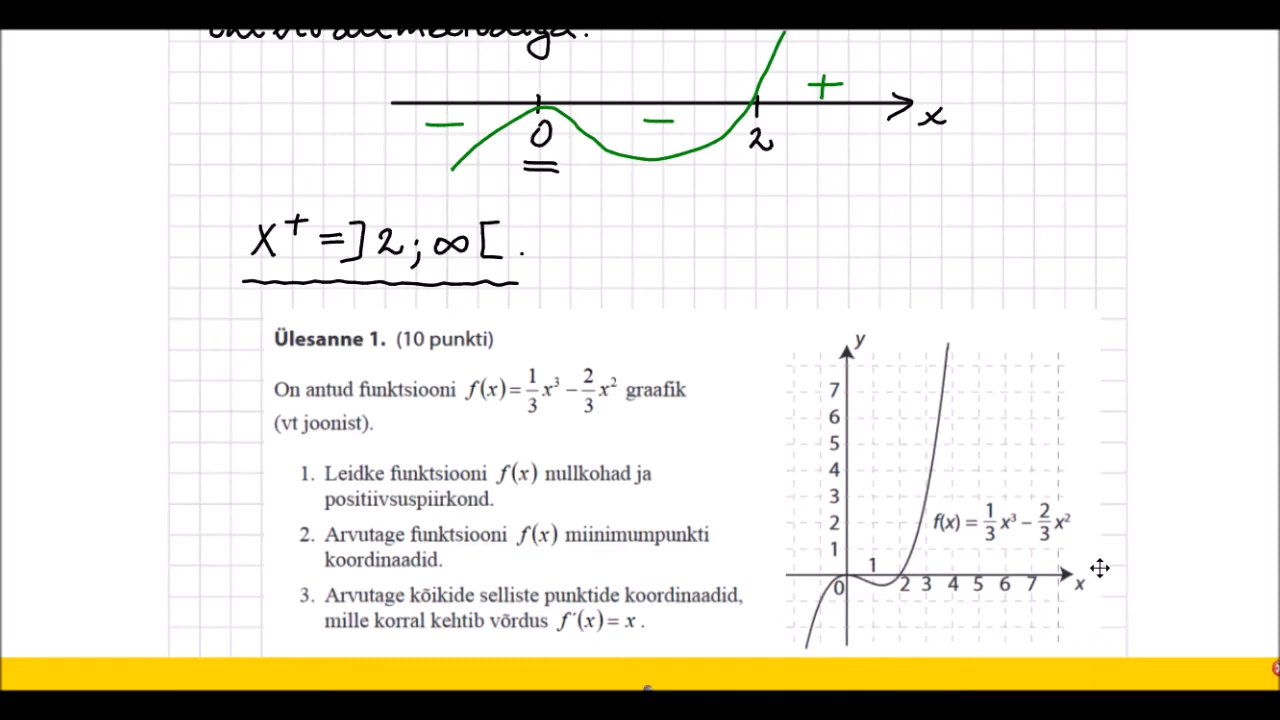 − − +
0 2 x
X⁺ = ]2; ∞[.
Ülesanne 1. (10 punkti)
On antud funktsiooni f(x) = 1/3 x³ − 2/3 x² graafik
(vt joonist).
1. Leidke funktsiooni f(x) nullkohad ja
positiivsuspiirkond.
2. Arvutage funktsiooni f(x) miinimumpunkti
koordinaadid.
3. Arvutage kõikide selliste punktide koordinaadid,
mille korral kehtib võrdus f′(x) = x.
y
7
6
5
4
3
2
1
f(x) = 1/3 x³ − 2/3 x²
0 1 2 3 4 5 6 7 x